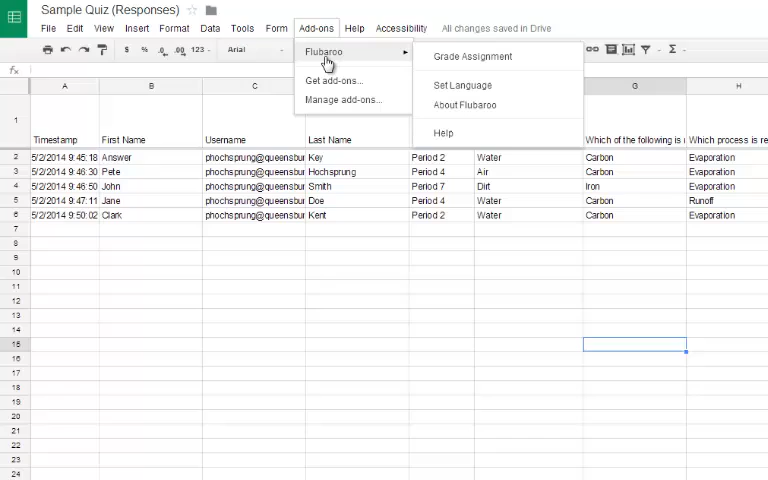 Sample Quiz (Responses)
File Edit View Insert Format Data Tools Form Add-ons Help Accessibility All changes saved in Drive
$ % .0 .00 123 Arial Σ
Flubaroo
Get add-ons...
Manage add-ons...
Grade Assignment
Set Language
About Flubaroo
Help
fx
A B C G H
1 Timestamp First Name Username Last Name Which of the following is Which process is re
2 5/2/2014 9:45:18 Answer phochsprung@queensbur Key Period 2 Water Carbon Evaporation
3 5/2/2014 9:46:30 Pete phochsprung@queensbur Hochsprung Period 4 Air Carbon Evaporation
4 5/2/2014 9:46:50 John phochsprung@queensbur Smith Period 7 Dirt Iron Evaporation
5 5/2/2014 9:47:11 Jane phochsprung@queensbur Doe Period 4 Water Carbon Runoff
6 5/2/2014 9:50:02 Clark phochsprung@queensbur Kent Period 2 Water Carbon Evaporation
7
8
9
10
11
12
13
14
15
16
17
18
19
20
21
22
23
24